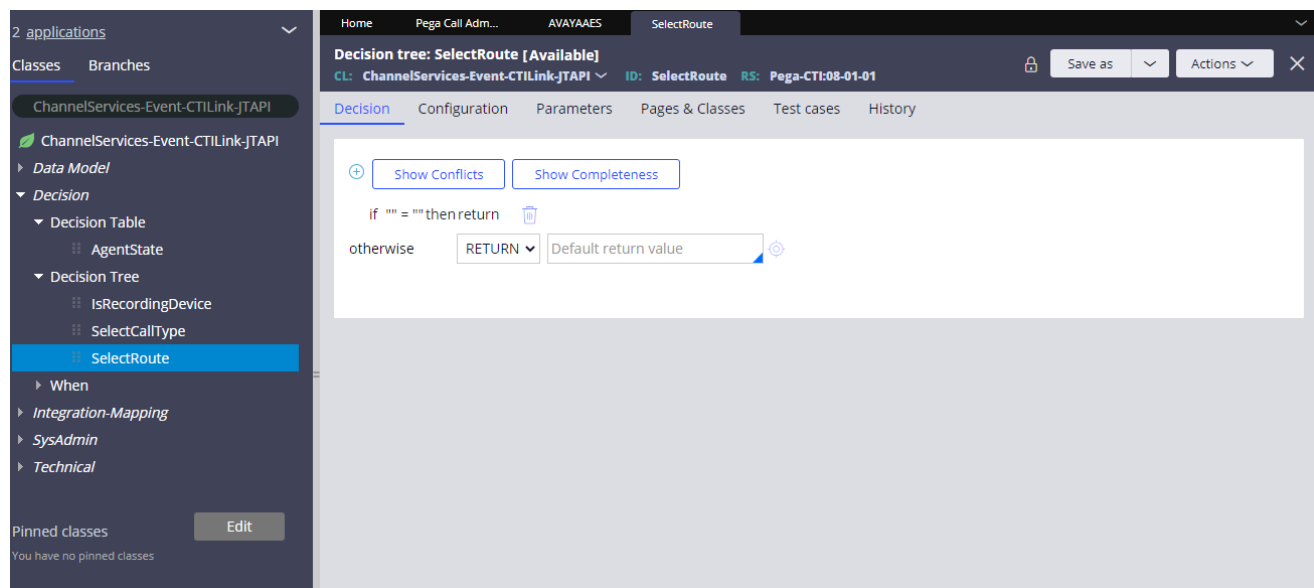 2 applications
Classes Branches
ChannelServices-Event-CTILink-JTAPI
ChannelServices-Event-CTILink-JTAPI
Data Model
Decision
Decision Table
AgentState
Decision Tree
IsRecordingDevice
SelectCallType
SelectRoute
When
Integration-Mapping
SysAdmin
Technical
Pinned classes Edit
You have no pinned classes
Home Pega Call Adm... AVAYAAES SelectRoute
Decision tree: SelectRoute [Available]
CL: ChannelServices-Event-CTILink-JTAPI ID: SelectRoute RS: Pega-CTI:08-01-01
Save as Actions
Decision Configuration Parameters Pages & Classes Test cases History
Show Conflicts Show Completeness
if "" = "" then return
otherwise RETURN Default return value